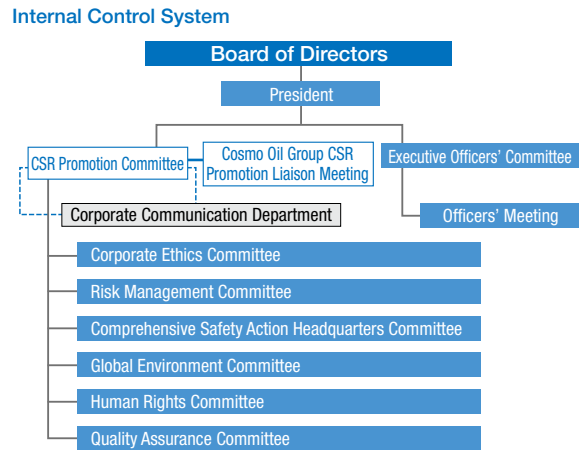 Internal Control System
Board of Directors
President
CSR Promotion Committee
Cosmo Oil Group CSR
Promotion Liaison Meeting
Executive Officers' Committee
Corporate Communication Department
Officers' Meeting
Corporate Ethics Committee
Risk Management Committee
Comprehensive Safety Action Headquarters Committee
Global Environment Committee
Human Rights Committee
Quality Assurance Committee